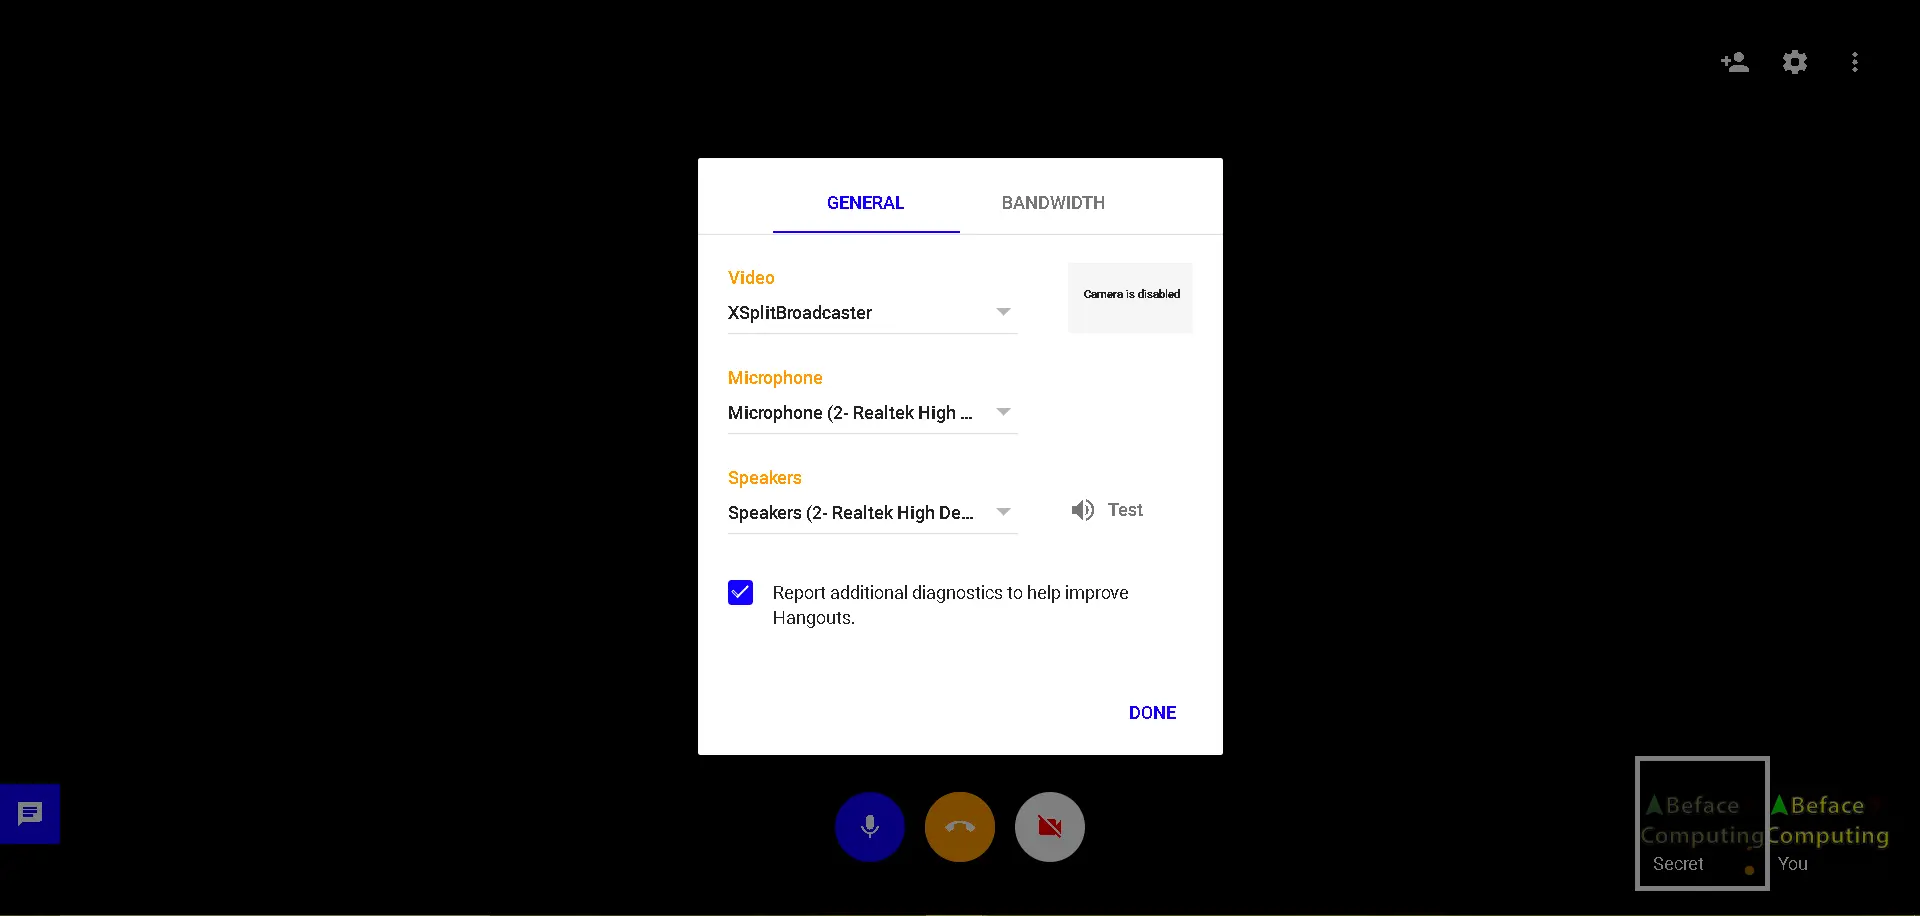 GENERAL BANDWIDTH
Video
XSplitBroadcaster
Camera is disabled
Microphone
Microphone (2- Realtek High ...
Speakers
Speakers (2- Realtek High De...
Test
Report additional diagnostics to help improve
Hangouts.
DONE
Beface
Computing
Secret
Beface
Computing
You